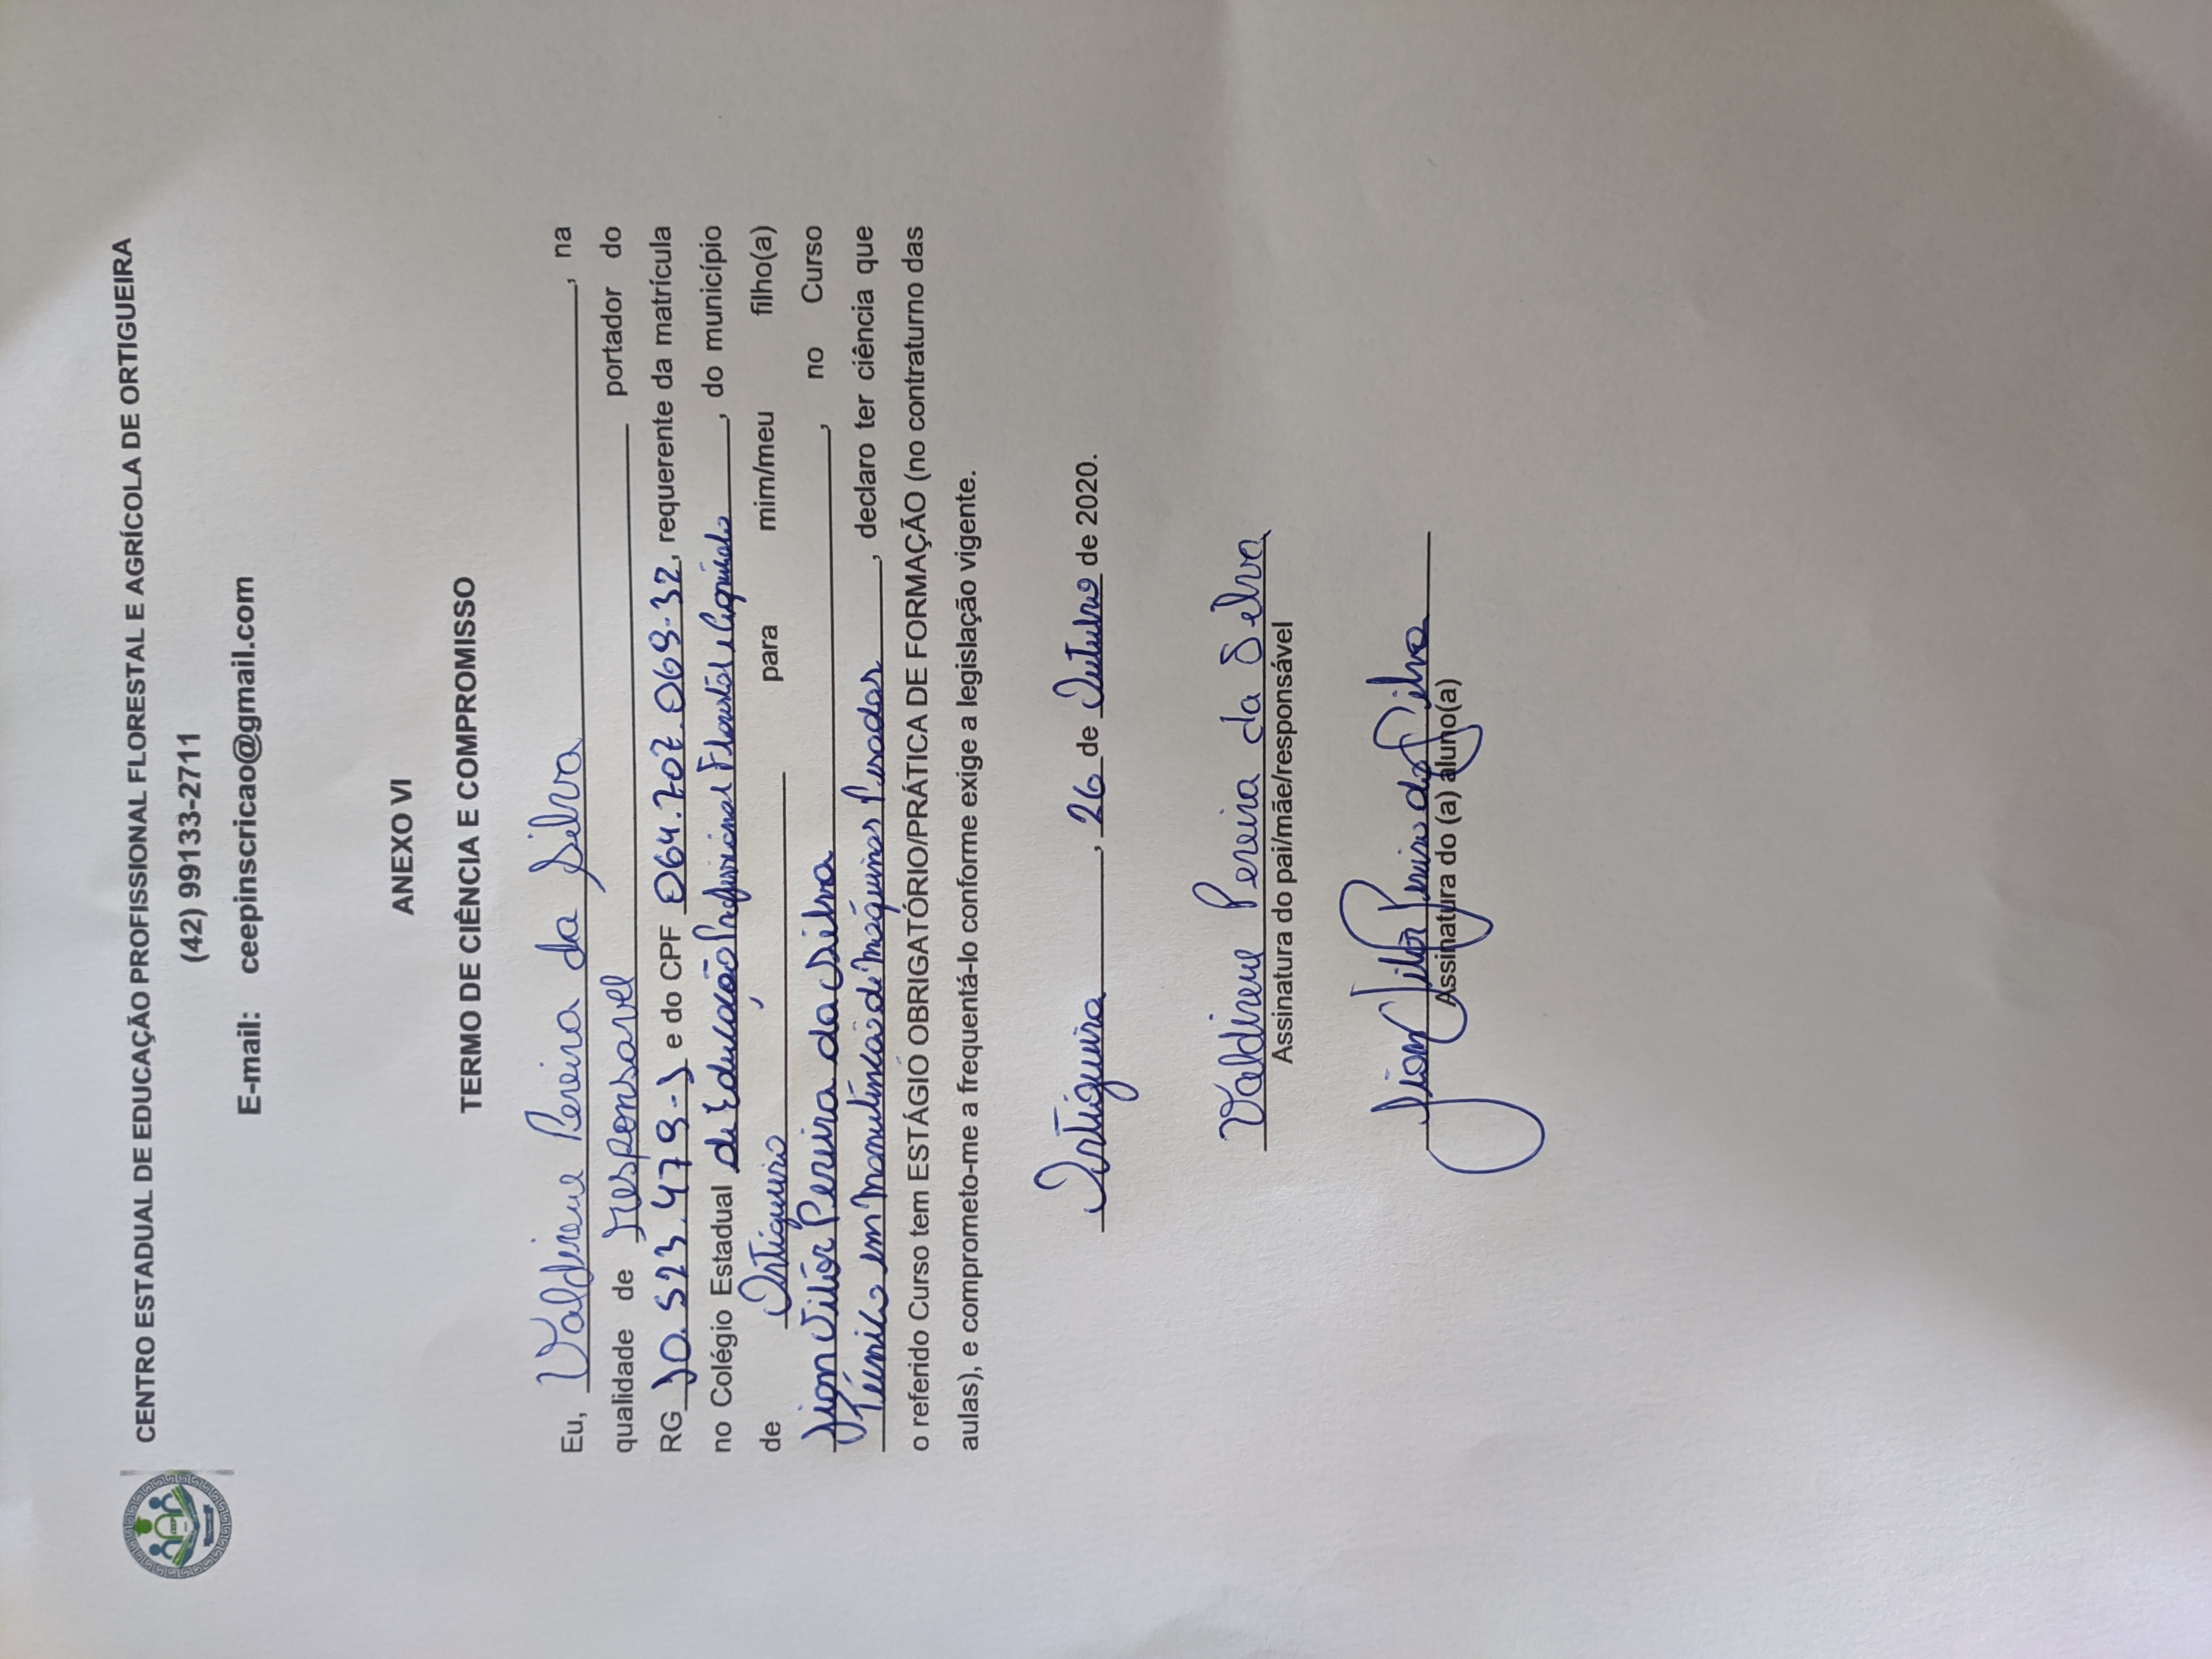 CENTRO ESTADUAL DE EDUCAÇÃO PROFISSIONAL FLORESTAL E AGRÍCOLA DE ORTIGUEIRA
(42) 99133-2711
E-mail: ceepinscricao@gmail.com
ANEXO VI
TERMO DE CIÊNCIA E COMPROMISSO
Eu, Valdirene Pereira da Silva, na
qualidade de responsavel portador do
RG 10.523.479-1 e do CPF 064.707.069-32, requerente da matrícula
no Colégio Estadual de Educação Profissional Florestal e Agricola, do município
de Ortigueira para mim/meu filho(a)
Jion Vitor Pereira da Silva, no Curso
Técnico em Manutincão de Máquinas Pesadas, declaro ter ciência que
o referido Curso tem ESTÁGIO OBRIGATÓRIO/PRÁTICA DE FORMAÇÃO (no contraturno das
aulas), e comprometo-me a frequentá-lo conforme exige a legislação vigente.
Ortigueira, 26 de Outubro de 2020.
Valdirene Pereira da Silva
Assinatura do pai/mãe/responsável
Jion Vitor Pereira da Silva
Assinatura do (a) aluno(a)